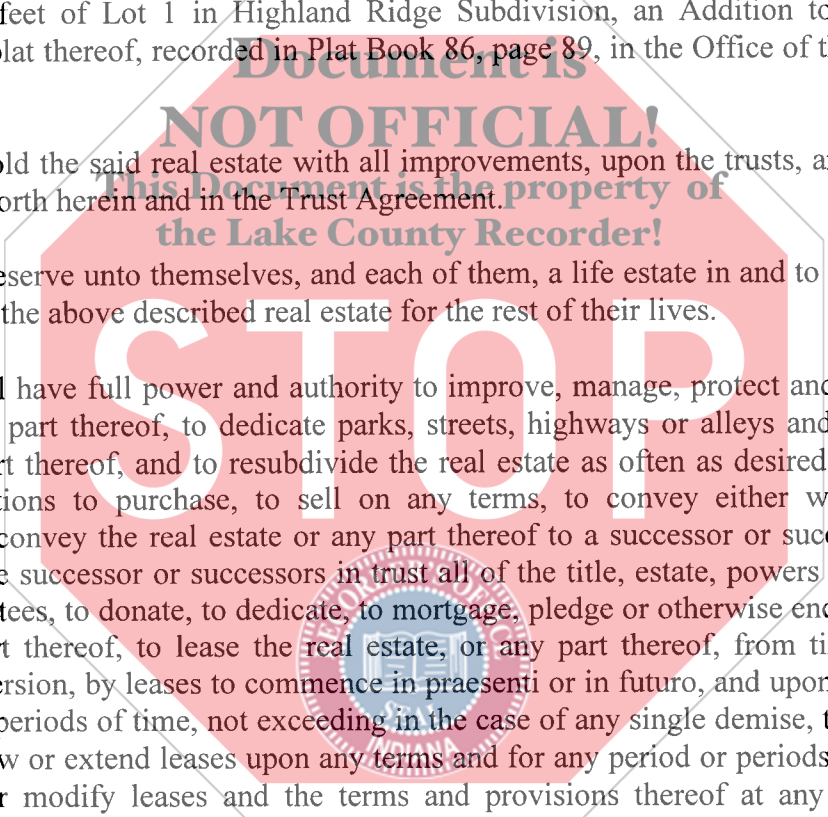 feet of Lot 1 in Highland Ridge Subdivision, an Addition to
lat thereof, recorded in Plat Book 86, page 89, in the Office of t
Document is
NOT OFFICIAL!
old the said real estate with all improvements, upon the trusts, a
This Document is the property of
orth herein and in the Trust Agreement.
the Lake County Recorder!
eserve unto themselves, and each of them, a life estate in and to
the above described real estate for the rest of their lives.
STOP
l have full power and authority to improve, manage, protect and
part thereof, to dedicate parks, streets, highways or alleys and
rt thereof, and to resubdivide the real estate as often as desired
tions to purchase, to sell on any terms, to convey either w
convey the real estate or any part thereof to a successor or succ
e successor or successors in trust all of the title, estate, powers
tees, to donate, to dedicate, to mortgage, pledge or otherwise enc
t thereof, to lease the real estate, or any part thereof, from ti
ersion, by leases to commence in praesenti or in futuro, and upon
periods of time, not exceeding in the case of any single demise, t
w or extend leases upon any terms and for any period or periods
r modify leases and the terms and provisions thereof at any
RECORDER'S OFFICE
SEAL
INDIANA